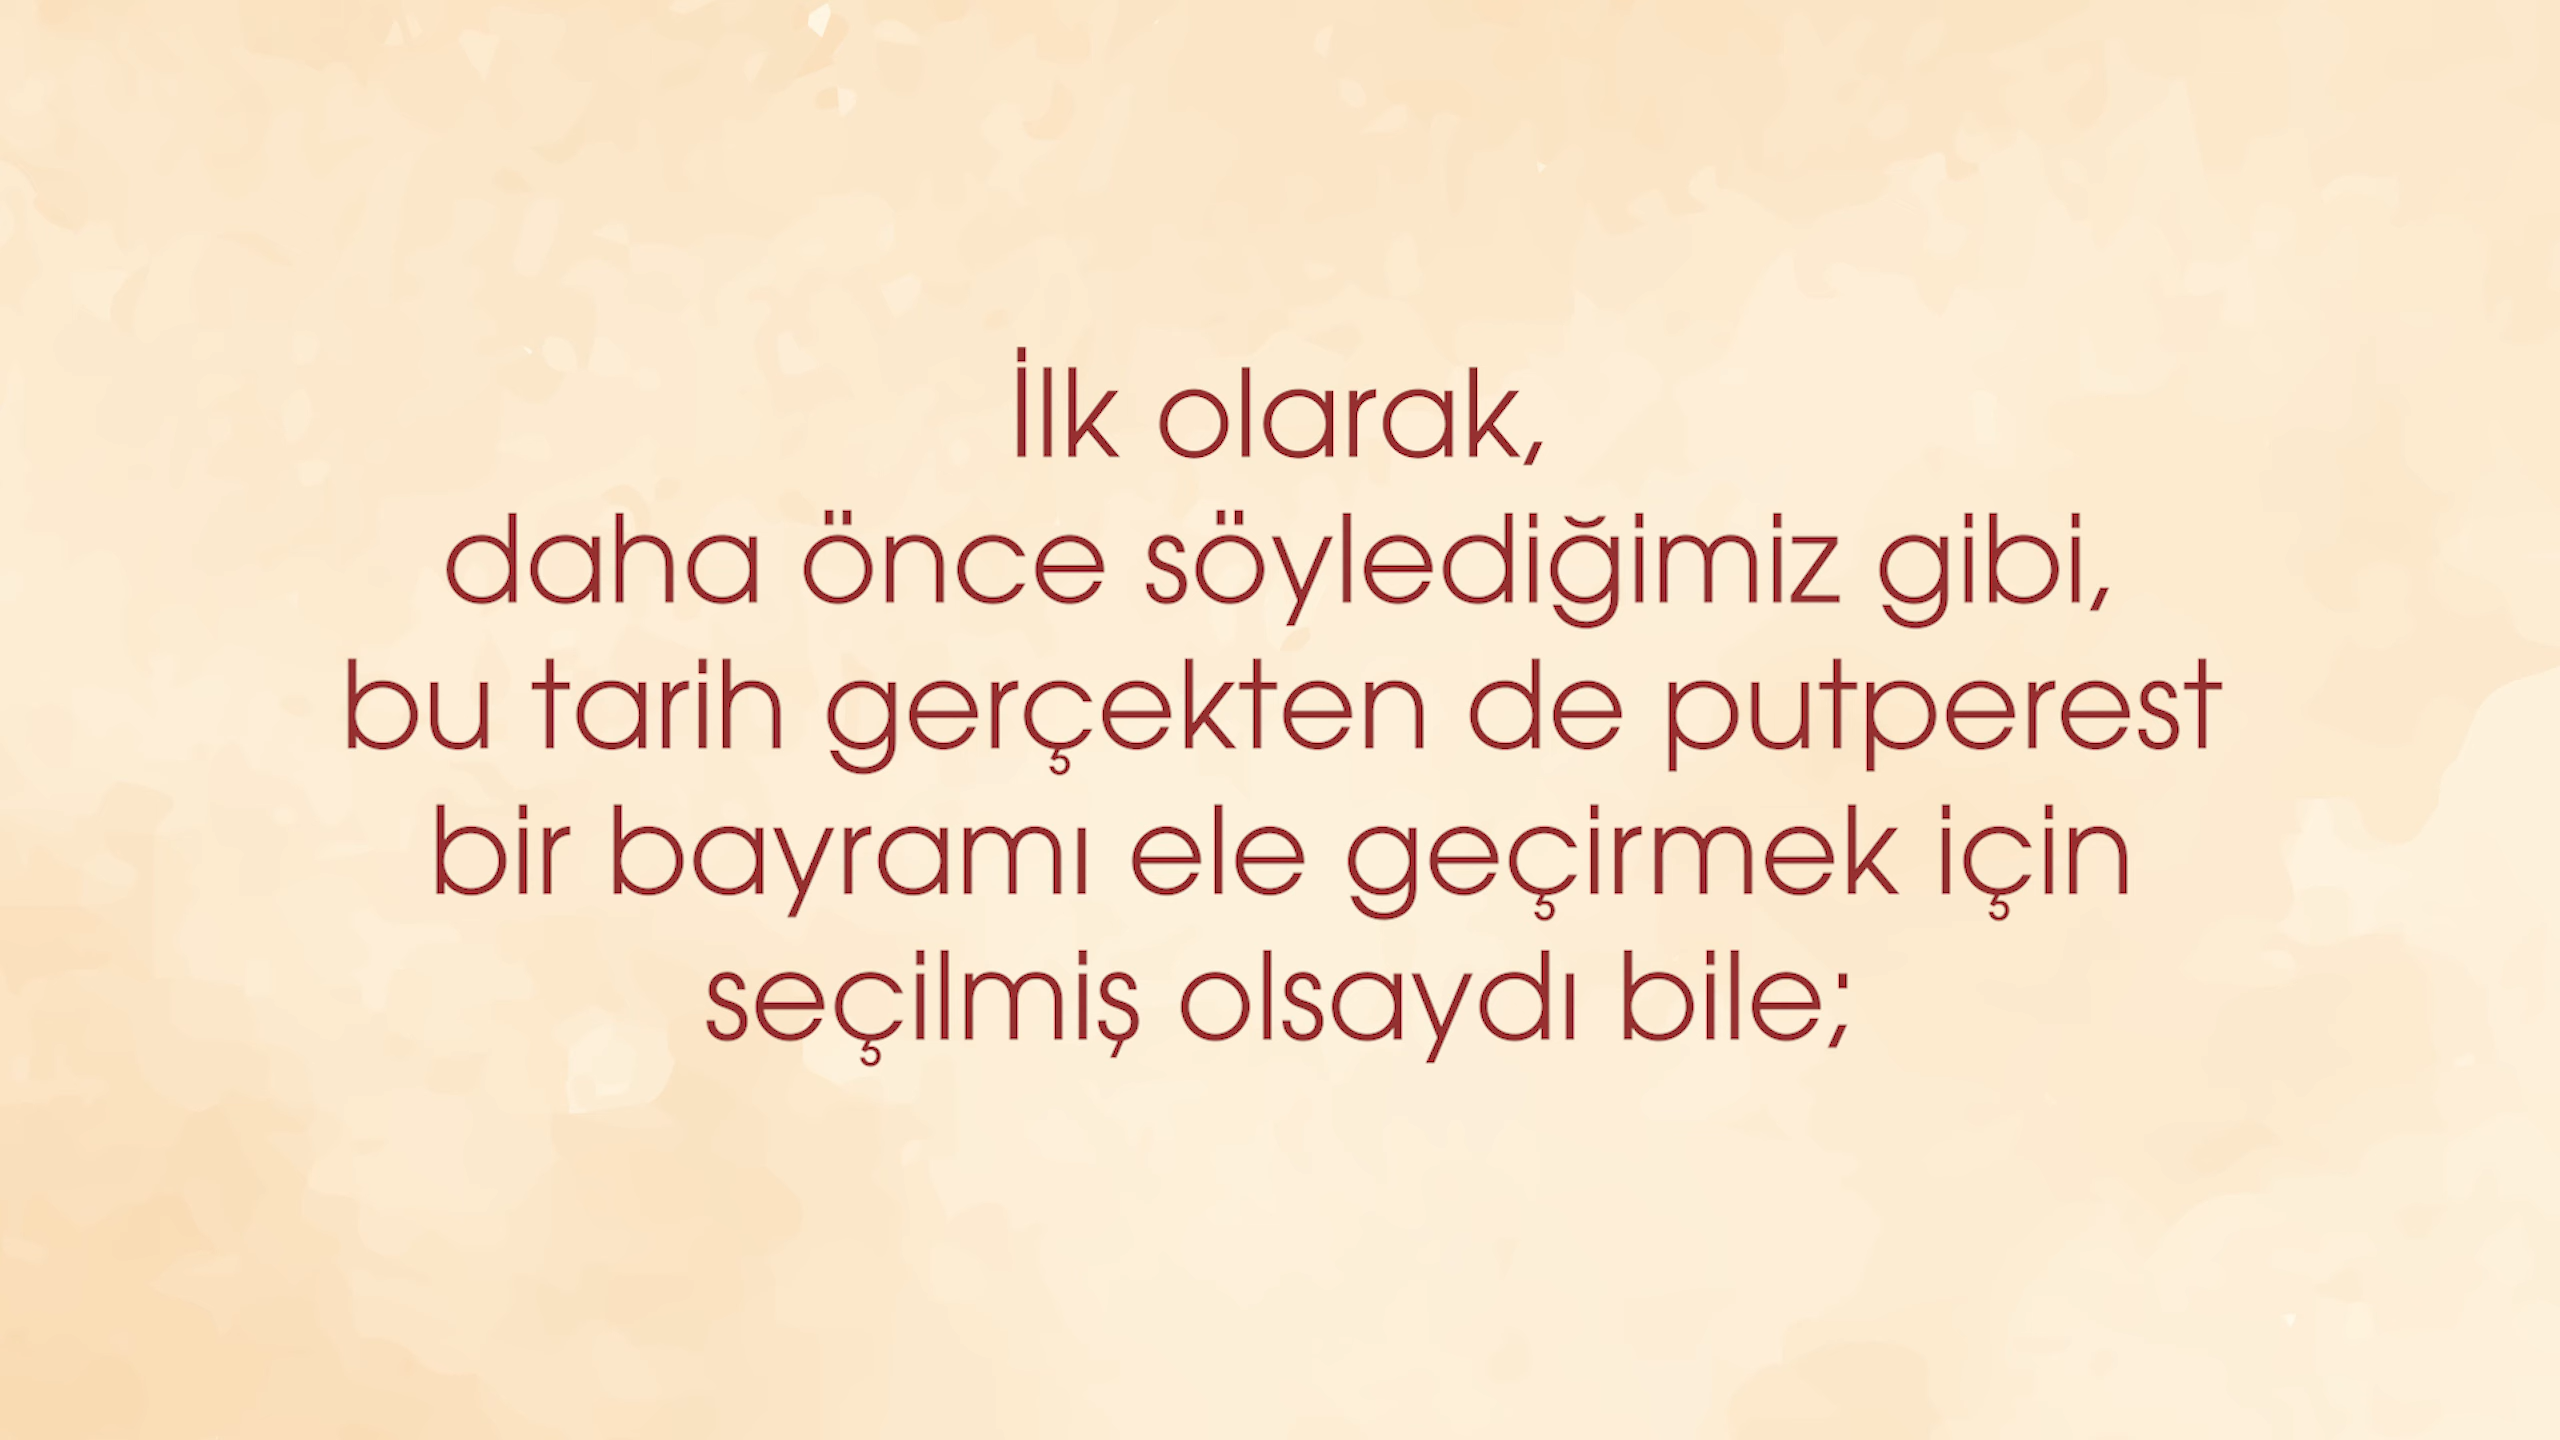 İlk olarak,
daha önce söylediğimiz gibi,
bu tarih gerçekten de putperest
bir bayramı ele geçirmek için
seçilmiş olsaydı bile;